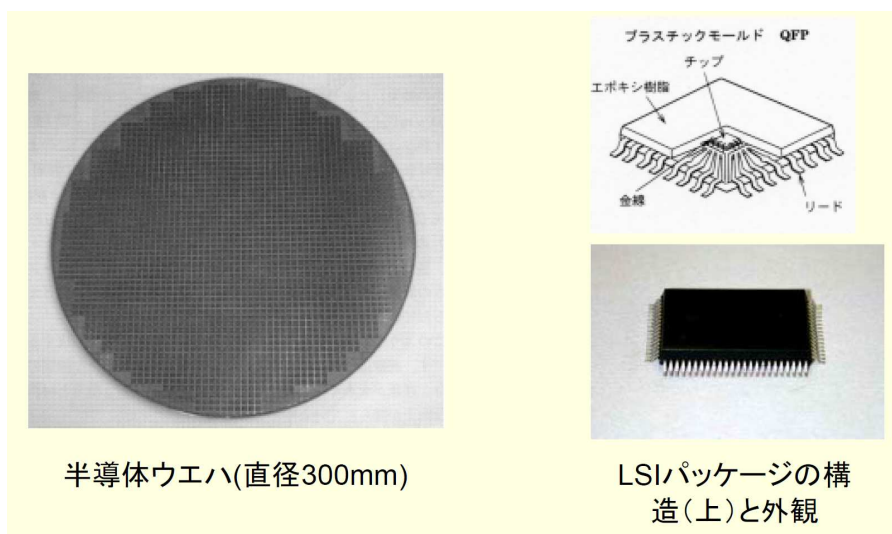 プラスチックモールド QFP
チップ
エポキシ樹脂
金線
リード
半導体ウエハ(直径300mm)
LSIパッケージの構
造(上)と外観